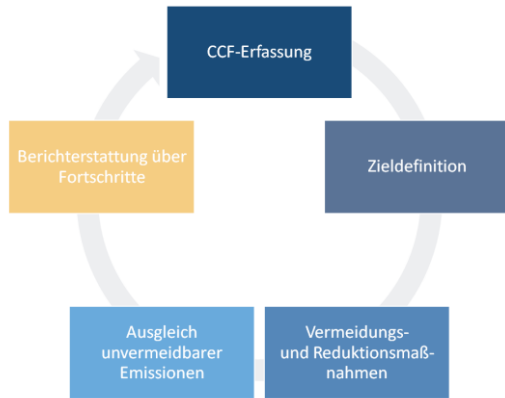 CCF-Erfassung
Zieldefinition
Vermeidungs-
und Reduktionsmaß-
nahmen
Ausgleich
unvermeidbarer
Emissionen
Berichterstattung über
Fortschritte